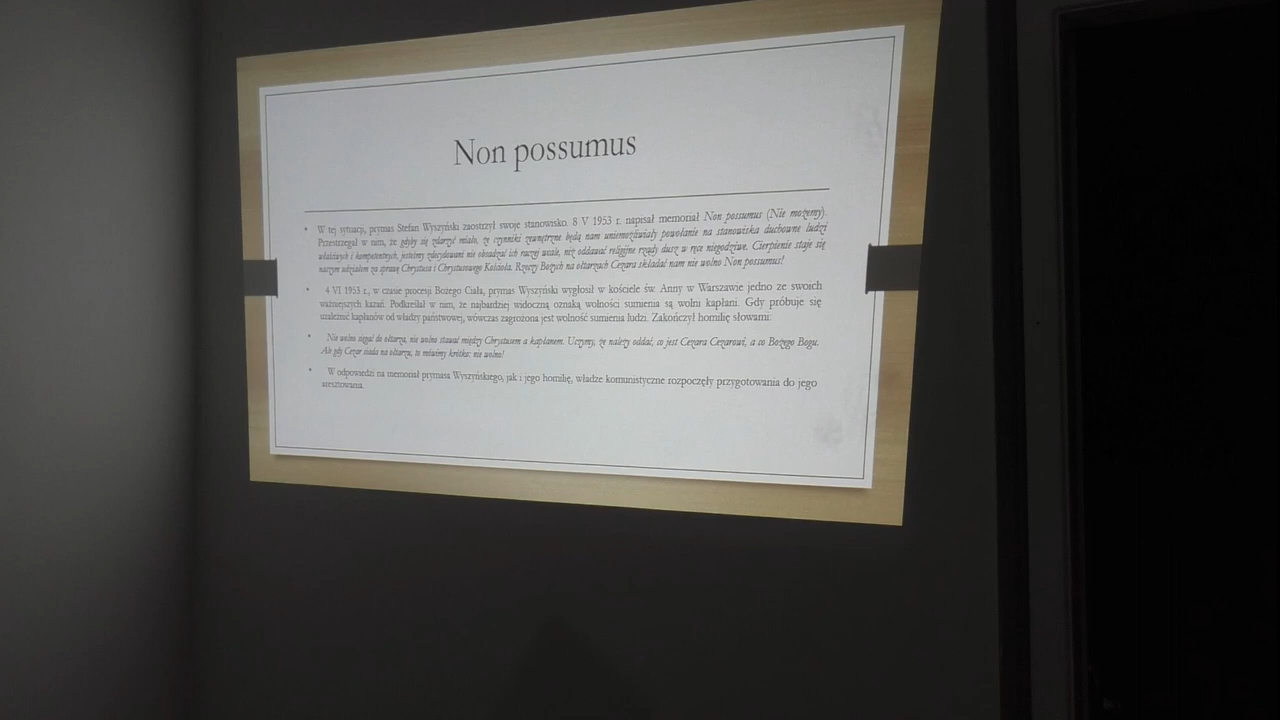 Non possumus
• W tej sytuacji, prymas Stefan Wyszyński zaostrzył swoje stanowisko. 8 V 1953 r. napisał memoriał Non possumus (Nie możemy).
Przestrzegał w nim, że gdyby się zdarzyć miało, że czynniki zewnętrzne będą nam uniemożliwiały powołanie na stanowiska duchowne ludzi
właściwych i kompetentnych, jesteśmy zdecydowani nie obsadzać ich raczej wcale, niż oddawać religijne rządy dusz w ręce niegodziwe. Cierpienie staje się
naszym udziałem za sprawę Chrystusa i Chrystusowego Kościoła. Rzeczy Bożych na ołtarzach Cezara składać nam nie wolno Non possumus!
• 4 VI 1953 r., w czasie procesji Bożego Ciała, prymas Wyszyński wygłosił w kościele św. Anny w Warszawie jedno ze swoich
ważniejszych kazań. Podkreślał w nim, że najbardziej widoczną oznaką wolności sumienia są wolni kapłani. Gdy próbuje się
uzależnić kapłanów od władzy państwowej, wówczas zagrożona jest wolność sumienia ludzi. Zakończył homilię słowami:
• Nie wolno sięgać do ołtarza, nie wolno stawać między Chrystusem a kapłanem. Uczymy, że należy oddać, co jest Cezara Cezarowi, a co Bożego Bogu.
Ale gdy Cezar siada na ołtarzu, to mówimy krótko: nie wolno!
• W odpowiedzi na memoriał prymasa Wyszyńskiego, jak i jego homilię, władze komunistyczne rozpoczęły przygotowania do jego
aresztowania.